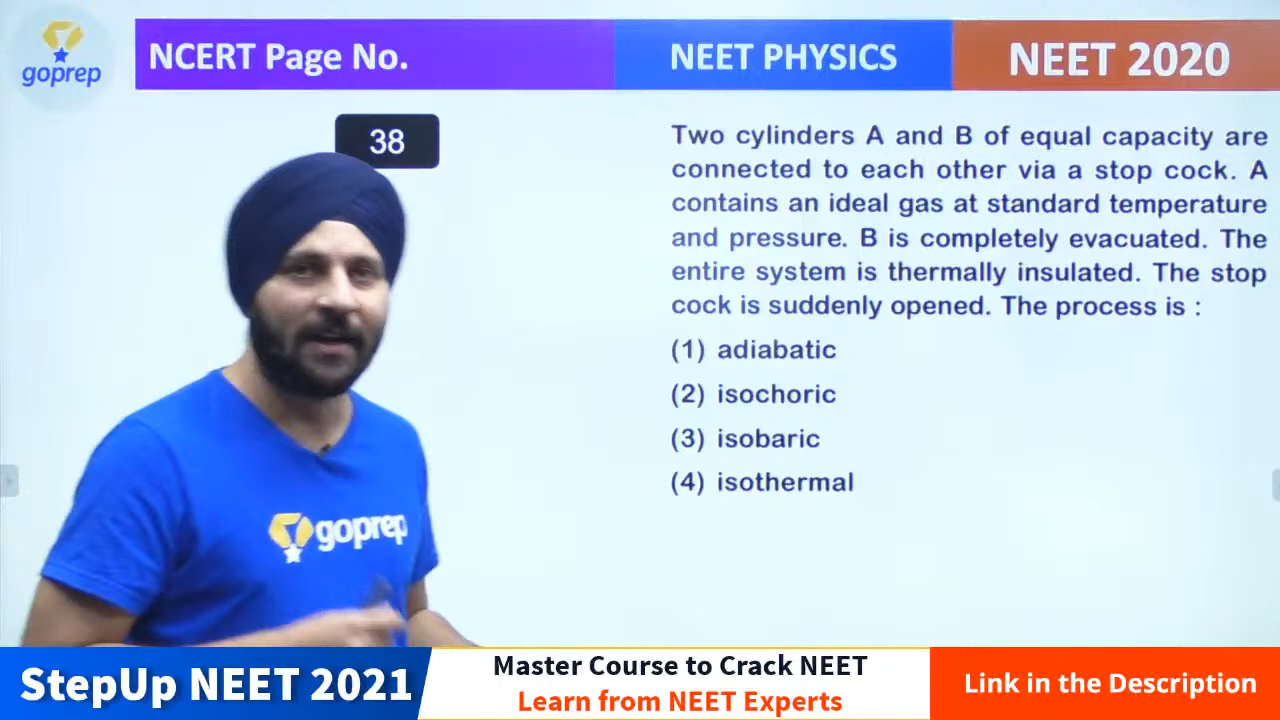 goprep
NCERT Page No.
NEET PHYSICS
NEET 2020
38
Two cylinders A and B of equal capacity are
connected to each other via a stop cock. A
contains an ideal gas at standard temperature
and pressure. B is completely evacuated. The
entire system is thermally insulated. The stop
cock is suddenly opened. The process is :
(1) adiabatic
(2) isochoric
(3) isobaric
(4) isothermal
goprep
StepUp NEET 2021
Master Course to Crack NEET
Learn from NEET Experts
Link in the Description